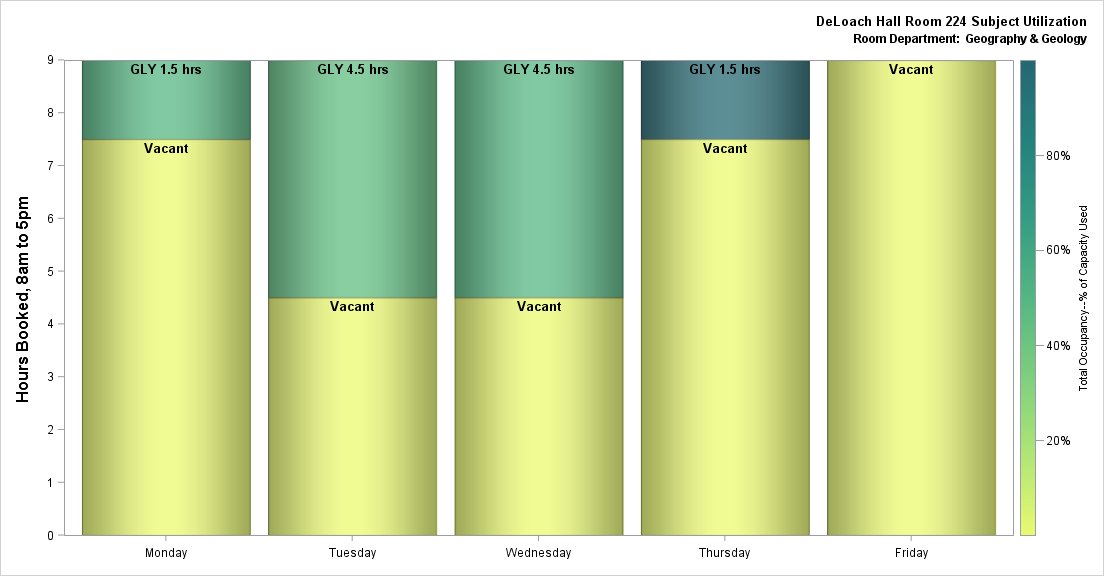 DeLoach Hall Room 224 Subject Utilization
Room Department: Geography & Geology
Hours Booked, 8am to 5pm
9
8
7
6
5
4
3
2
1
0
GLY 1.5 hrs
Vacant
GLY 4.5 hrs
Vacant
GLY 4.5 hrs
Vacant
GLY 1.5 hrs
Vacant
Vacant
Monday
Tuesday
Wednesday
Thursday
Friday
80%
60%
40%
20%
Total Occupancy--% of Capacity Used